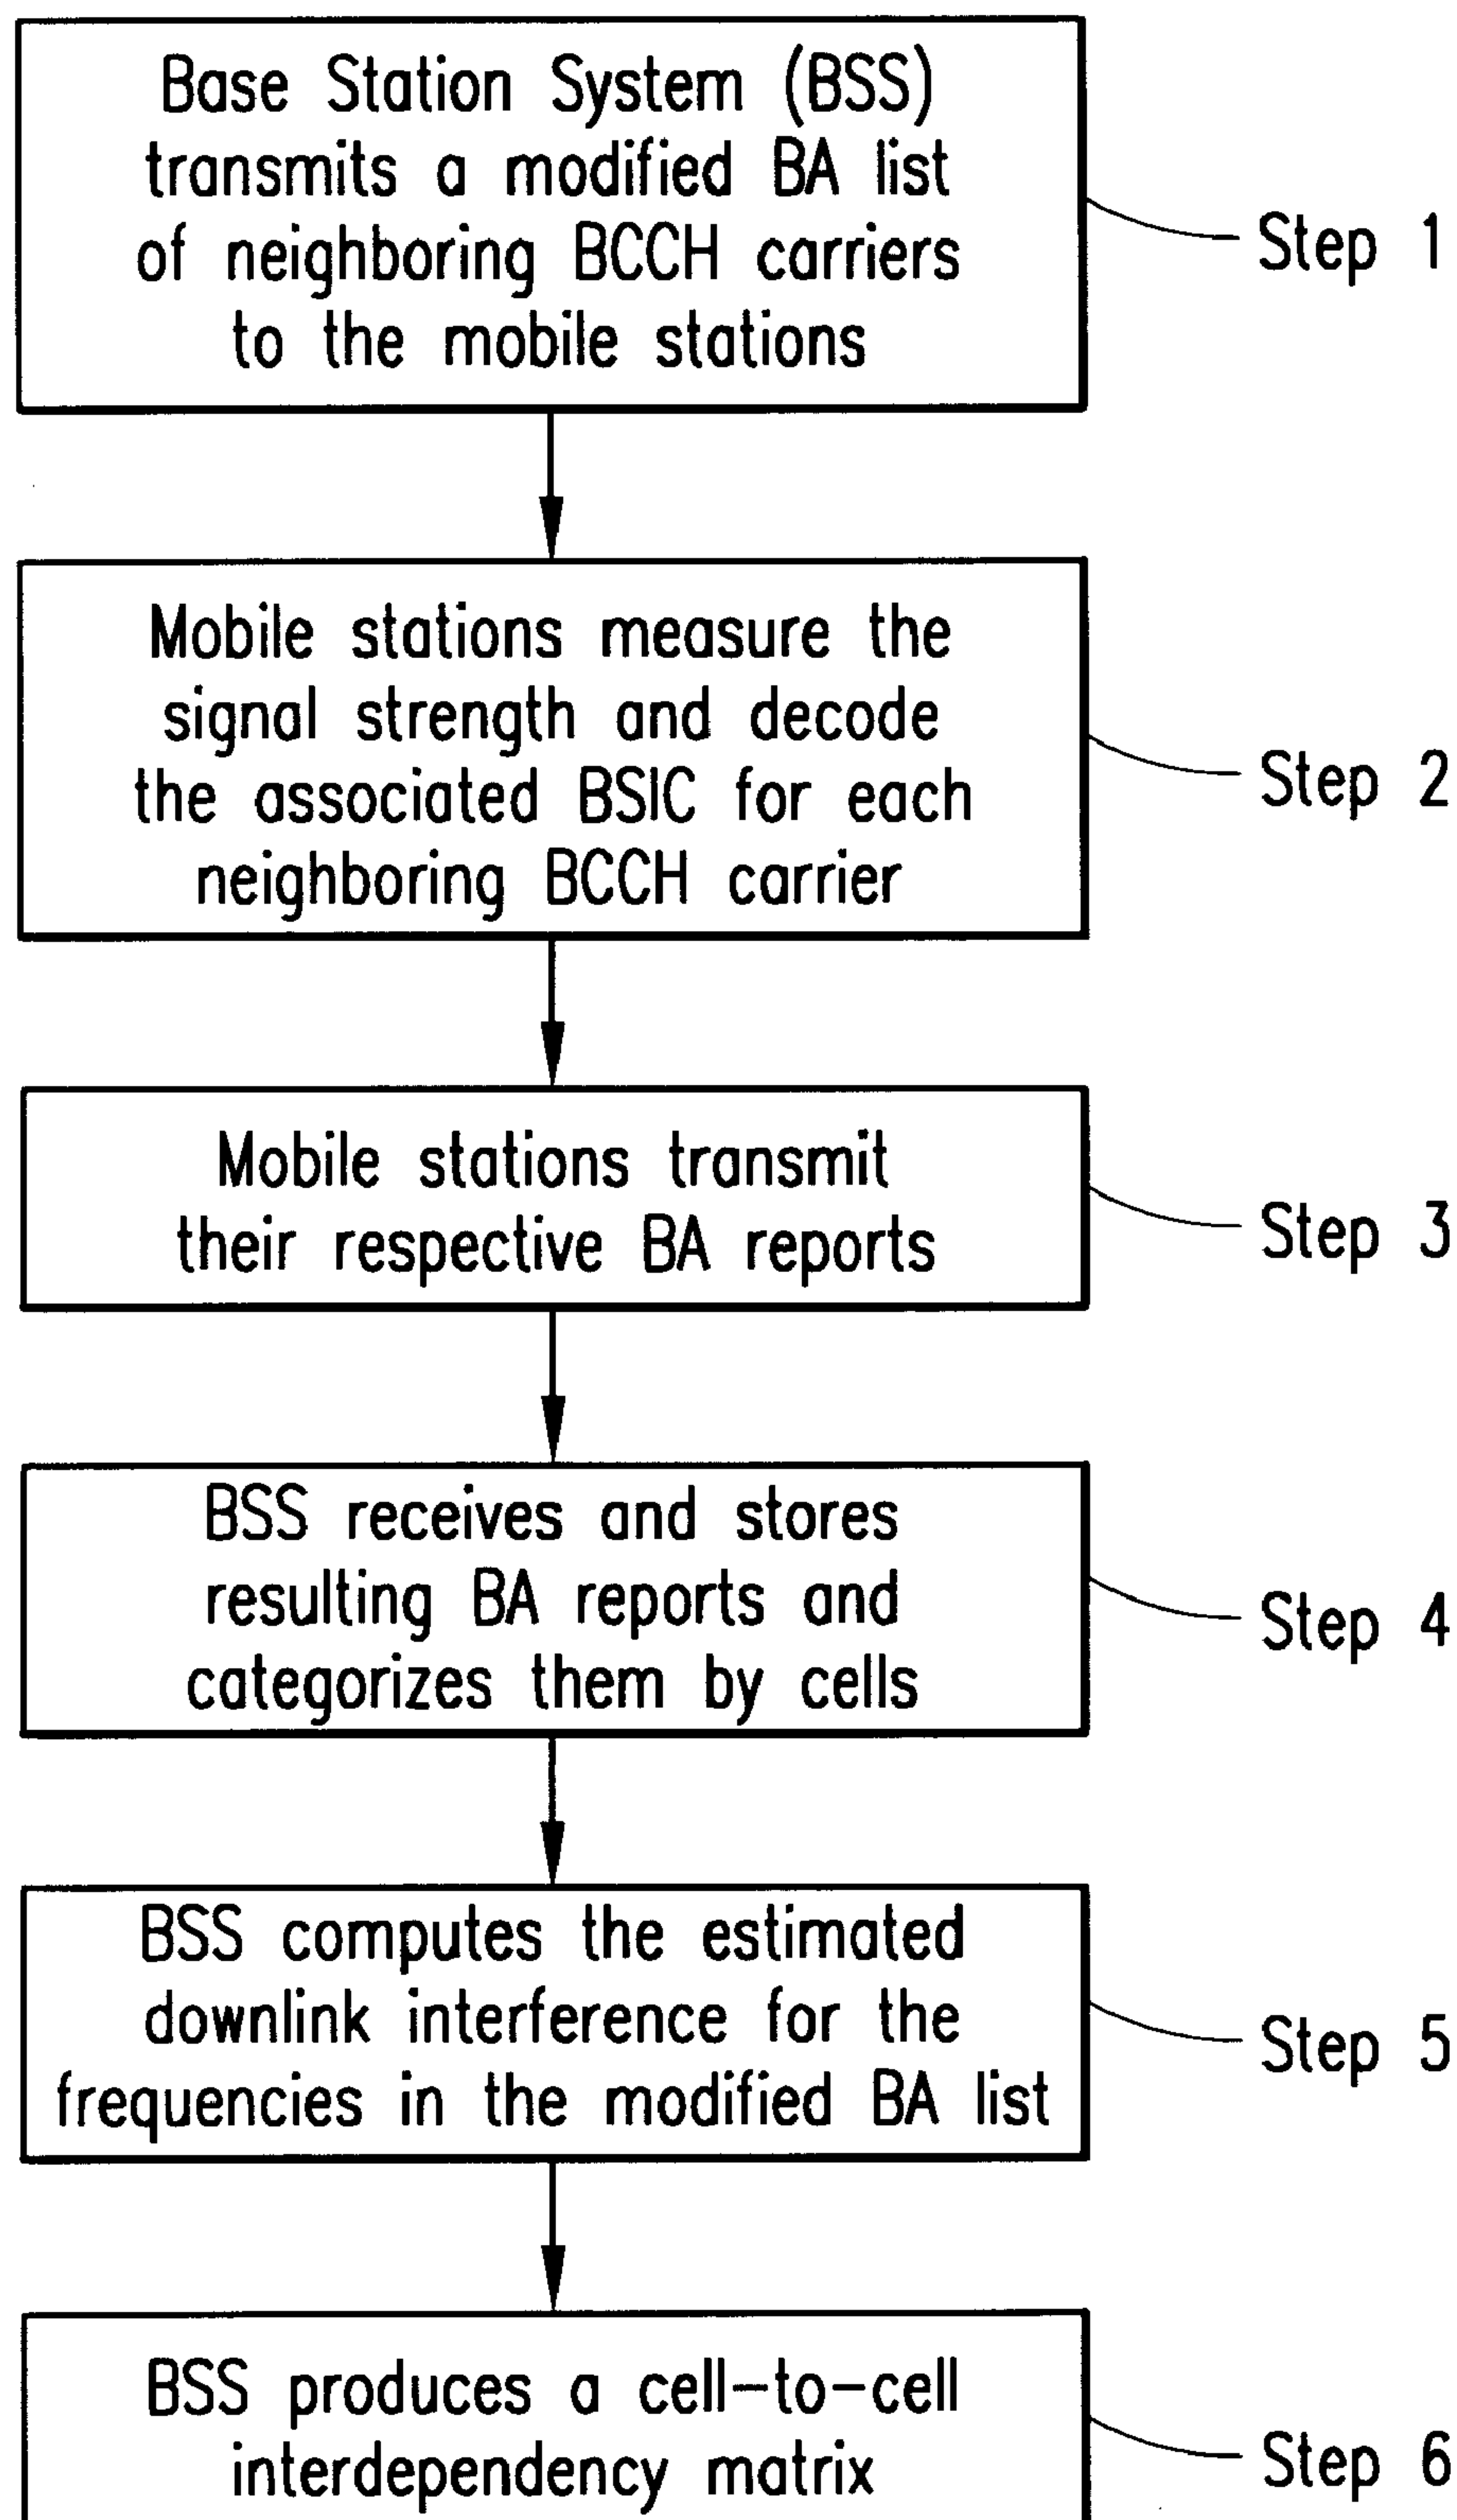 Base Station System (BSS)
transmits a modified BA list
of neighboring BCCH carriers
to the mobile stations
Step 1
Mobile stations measure the
signal strength and decode
the associated BSIC for each
neighboring BCCH carrier
Step 2
Mobile stations transmit
their respective BA reports
Step 3
BSS receives and stores
resulting BA reports and
categorizes them by cells
Step 4
BSS computes the estimated
downlink interference for the
frequencies in the modified BA list
Step 5
BSS produces a cell-to-cell
interdependency matrix
Step 6